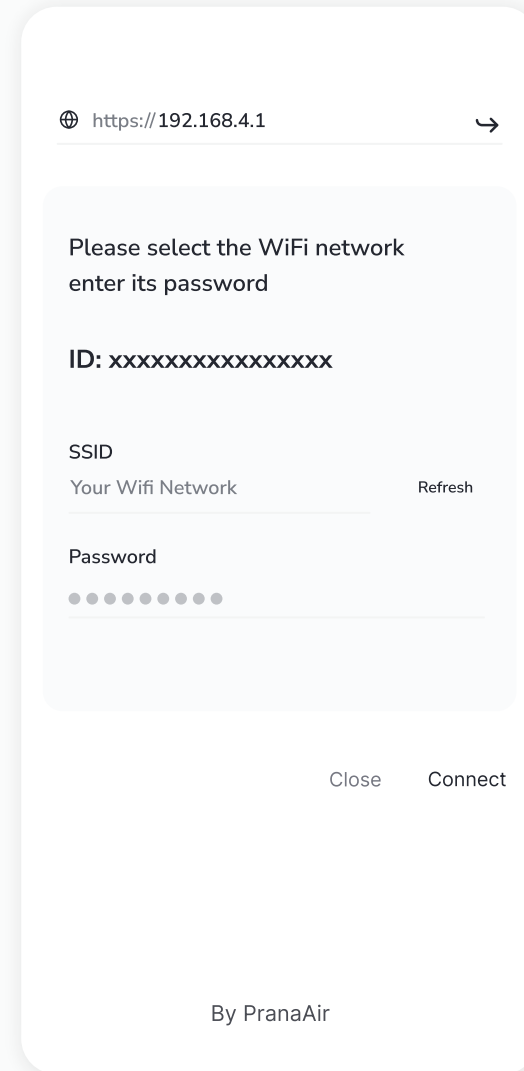 https://192.168.4.1
Please select the WiFi network
enter its password
ID: xxxxxxxxxxxxxxxx
SSID
Your Wifi Network
Refresh
Password
Close
Connect
By PranaAir